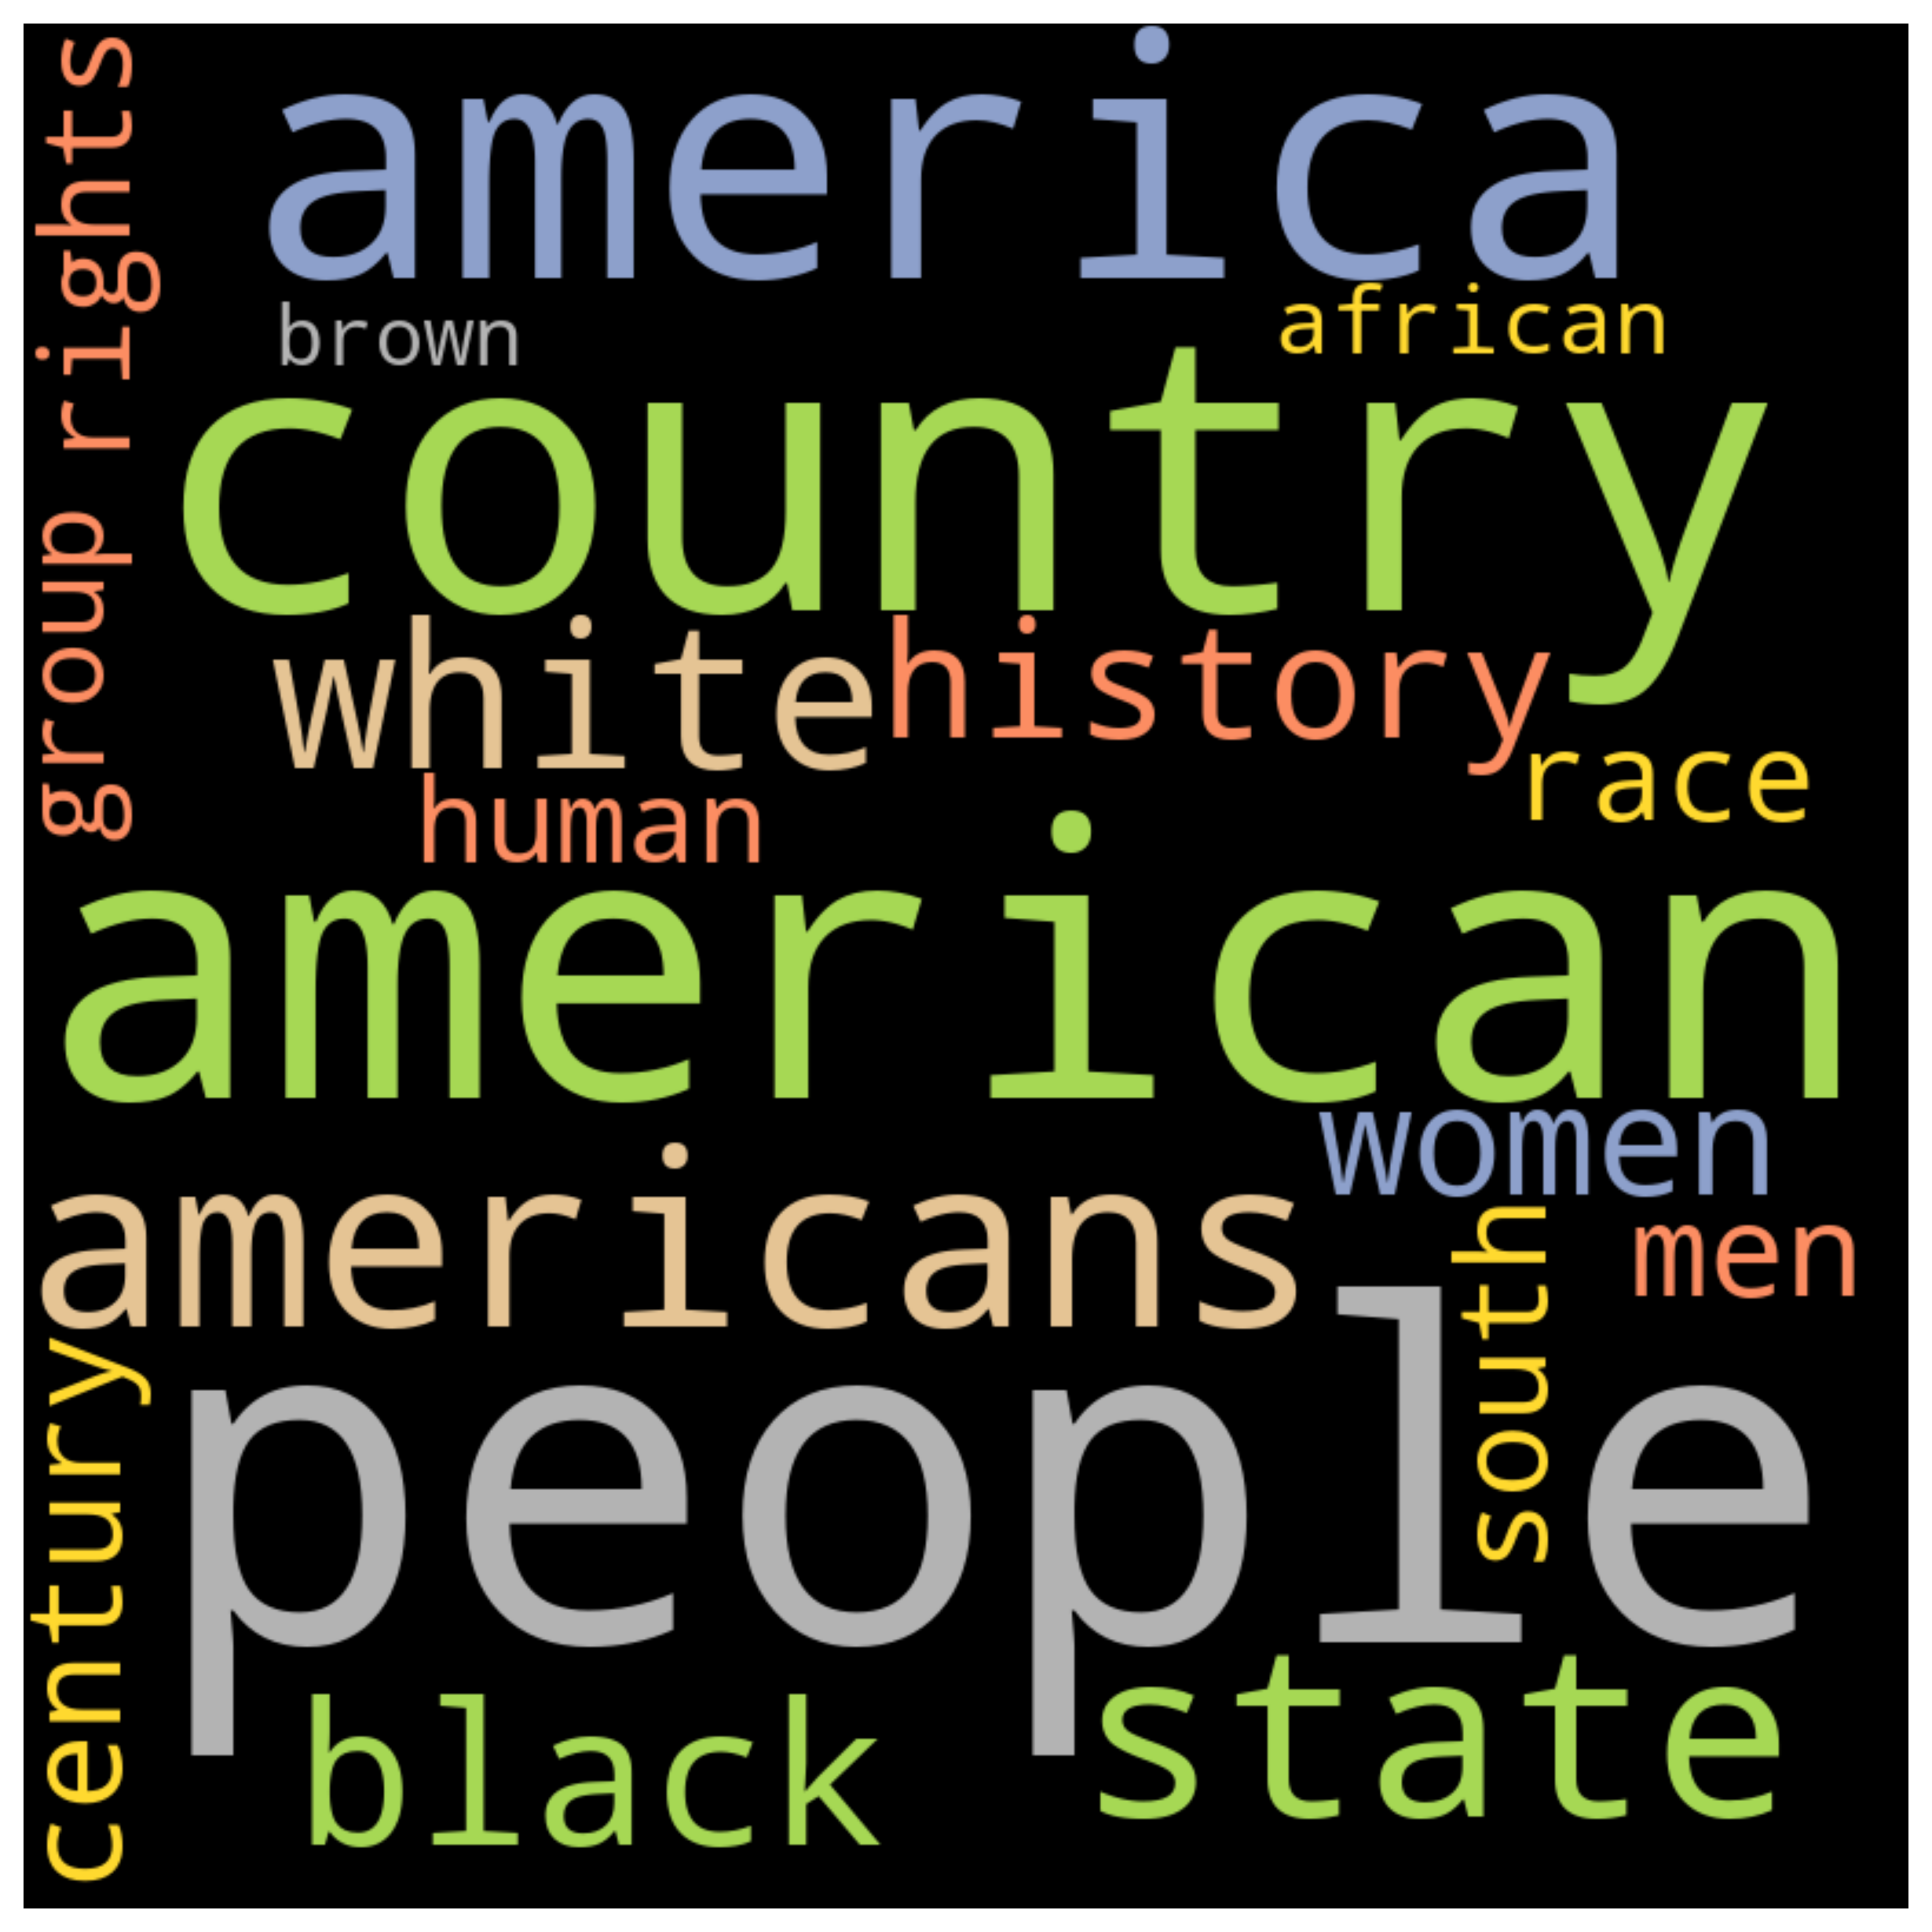 america
rights
brown
african
country
group
white
history
race
human
american
women
americans
men
south
people
century
black
state